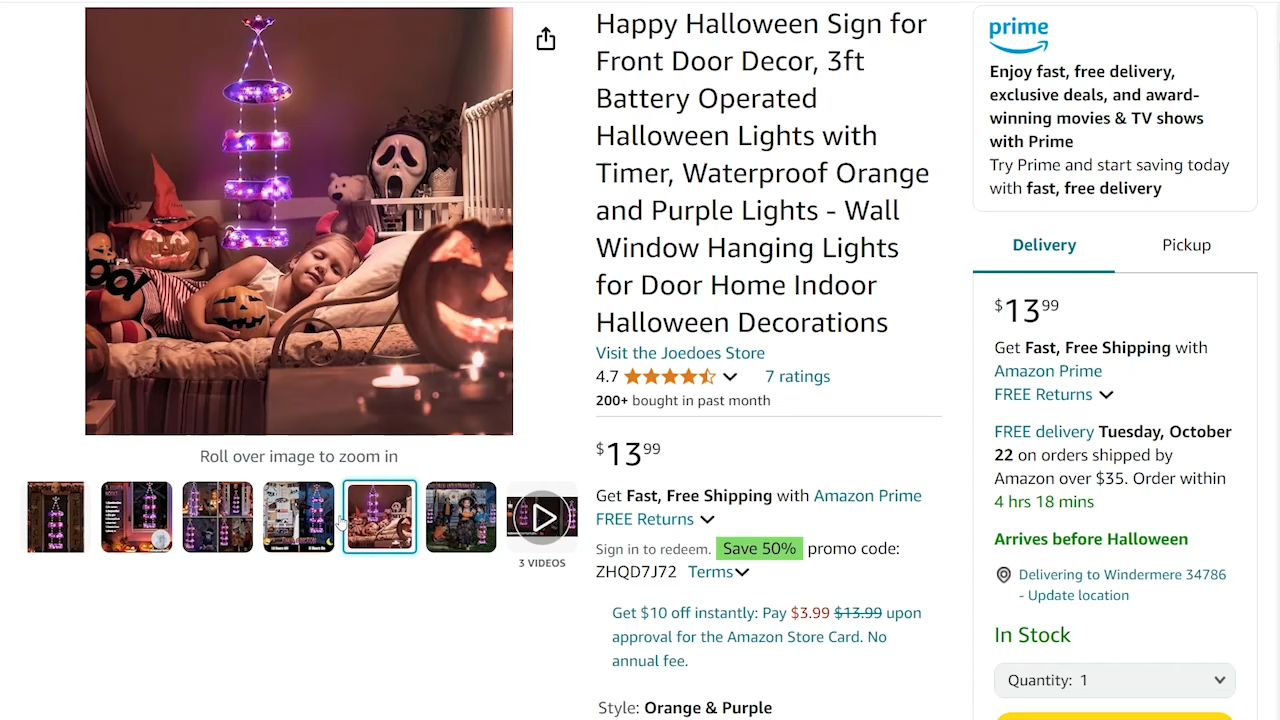 Happy Halloween Sign for
Front Door Decor, 3ft
Battery Operated
Halloween Lights with
Timer, Waterproof Orange
and Purple Lights - Wall
Window Hanging Lights
for Door Home Indoor
Halloween Decorations
Visit the Joedoes Store
4.7
7 ratings
200+ bought in past month
$13 99
Get Fast, Free Shipping with Amazon Prime
FREE Returns
Sign in to redeem. Save 50% promo code:
ZHQD7J72 Terms
Get $10 off instantly: Pay $3.99 $13.99 upon
approval for the Amazon Store Card. No
annual fee.
Style: Orange & Purple
Roll over image to zoom in
3 VIDEOS
prime
Enjoy fast, free delivery,
exclusive deals, and award-
winning movies & TV shows
with Prime
Try Prime and start saving today
with fast, free delivery
Delivery
Pickup
$13 99
Get Fast, Free Shipping with
Amazon Prime
FREE Returns
FREE delivery Tuesday, October
22 on orders shipped by
Amazon over $35. Order within
4 hrs 18 mins
Arrives before Halloween
Delivering to Windermere 34786
- Update location
In Stock
Quantity: 1